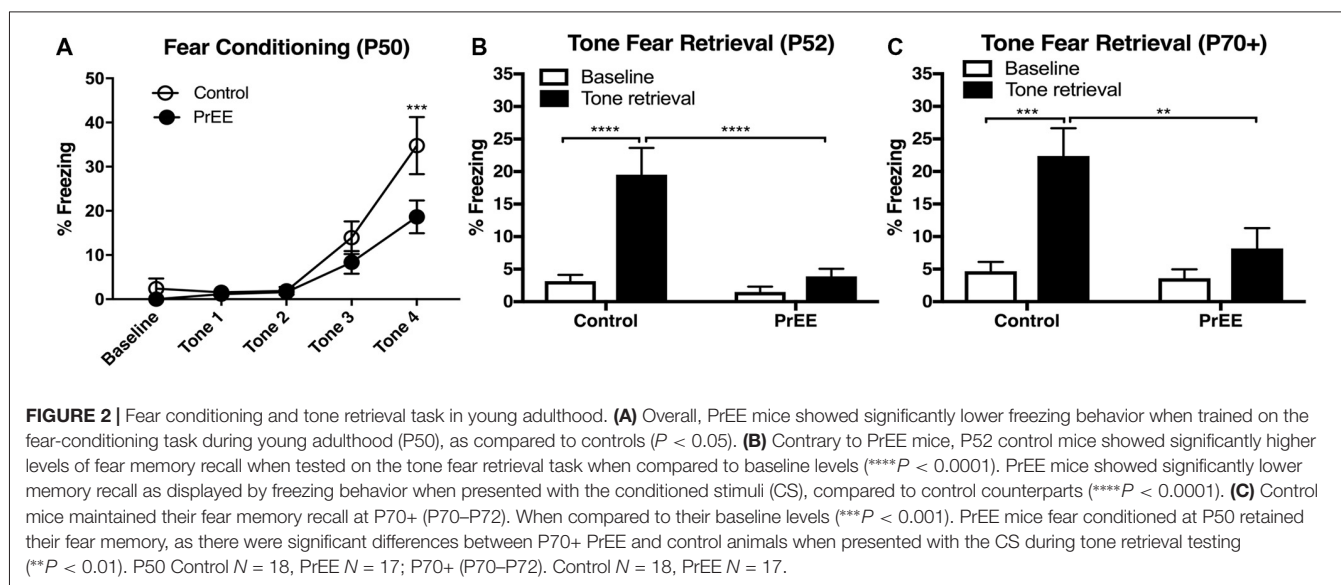 A
Fear Conditioning (P50)
50
40
30
20
10
0
% Freezing
Control
PrEE
***
Baseline
Tone 1
Tone 2
Tone 3
Tone 4
B
Tone Fear Retrieval (P52)
Baseline
Tone retrieval
35
30
25
20
15
10
5
0
% Freezing
****
****
Control
PrEE
C
Tone Fear Retrieval (P70+)
Baseline
Tone retrieval
35
30
25
20
15
10
5
0
% Freezing
***
**
Control
PrEE
FIGURE 2 | Fear conditioning and tone retrieval task in young adulthood. (A) Overall, PrEE mice showed significantly lower freezing behavior when trained on the
fear-conditioning task during young adulthood (P50), as compared to controls (P < 0.05). (B) Contrary to PrEE mice, P52 control mice showed significantly higher
levels of fear memory recall when tested on the tone fear retrieval task when compared to baseline levels (****P < 0.0001). PrEE mice showed significantly lower
memory recall as displayed by freezing behavior when presented with the conditioned stimuli (CS), compared to control counterparts (****P < 0.0001). (C) Control
mice maintained their fear memory recall at P70+ (P70–P72). When compared to their baseline levels (***P < 0.001). PrEE mice fear conditioned at P50 retained
their fear memory, as there were significant differences between P70+ PrEE and control animals when presented with the CS during tone retrieval testing
(**P < 0.01). P50 Control N = 18, PrEE N = 17; P70+ (P70–P72). Control N = 18, PrEE N = 17.